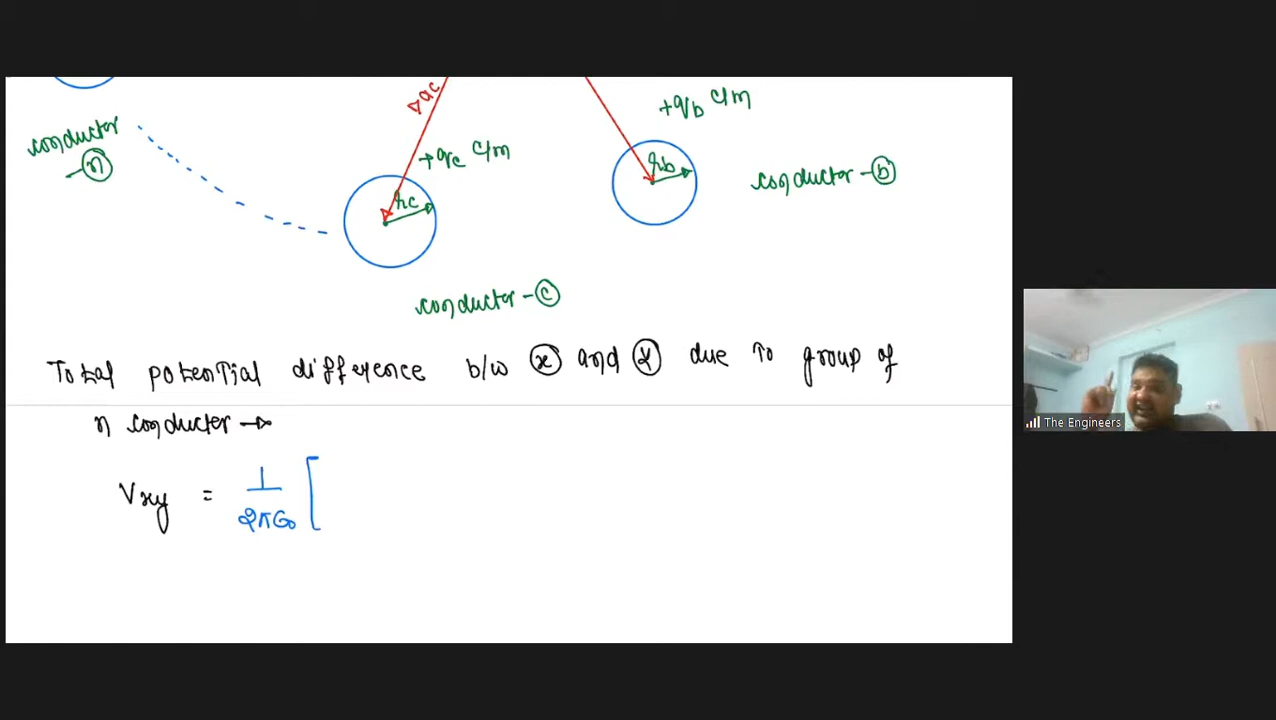 rac
+qb c/m
conductor
n
+qc c/m
rb
conductor - b
rc
conductor - c
The Engineers
Total potential difference b/w x and y due to group of
n conductor →
Vxy = 1/2πϵ₀ [